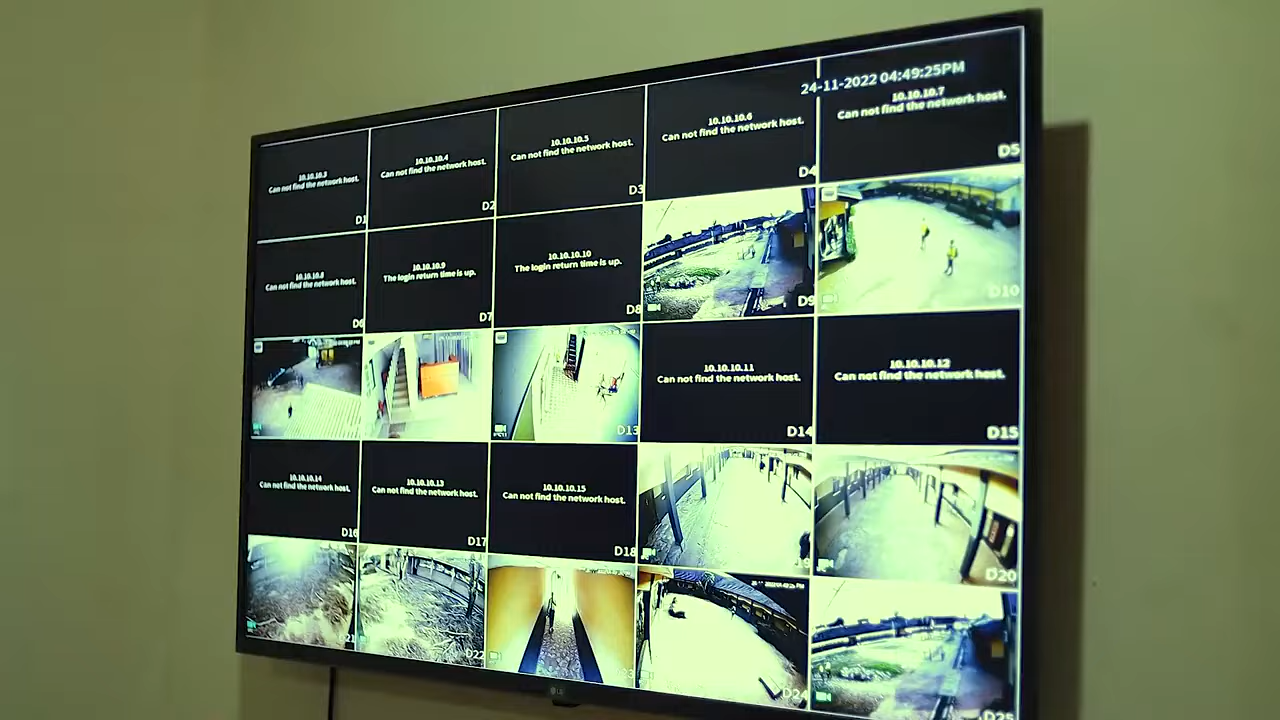 24-11-2022 04:49:25PM
10.10.10.3
Can not find the network host.
D1
10.10.10.4
Can not find the network host.
D2
10.10.10.5
Can not find the network host.
D3
10.10.10.6
Can not find the network host.
D4
10.10.10.7
Can not find the network host.
D5
10.10.10.8
Can not find the network host.
D6
10.10.10.9
The login return time is up.
D7
10.10.10.10
The login return time is up.
D8
D9
D10
D13
10.10.10.11
Can not find the network host.
D14
10.10.10.12
Can not find the network host.
D15
10.10.10.14
Can not find the network host.
D16
10.10.10.13
Can not find the network host.
D17
10.10.10.15
Can not find the network host.
D18
D20
D21
D22
D24
D25
LG